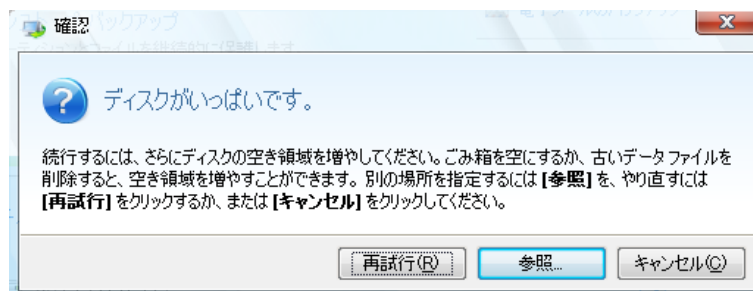 確認
ディスクがいっぱいです。
続行するには、さらにディスクの空き領域を増やしてください。ごみ箱を空にするか、古いデータ ファイルを
削除すると、空き領域を増やすことができます。別の場所を指定するには [参照] を、やり直すには
[再試行] をクリックするか、または [キャンセル] をクリックしてください。
再試行(R)
参照...
キャンセル(C)